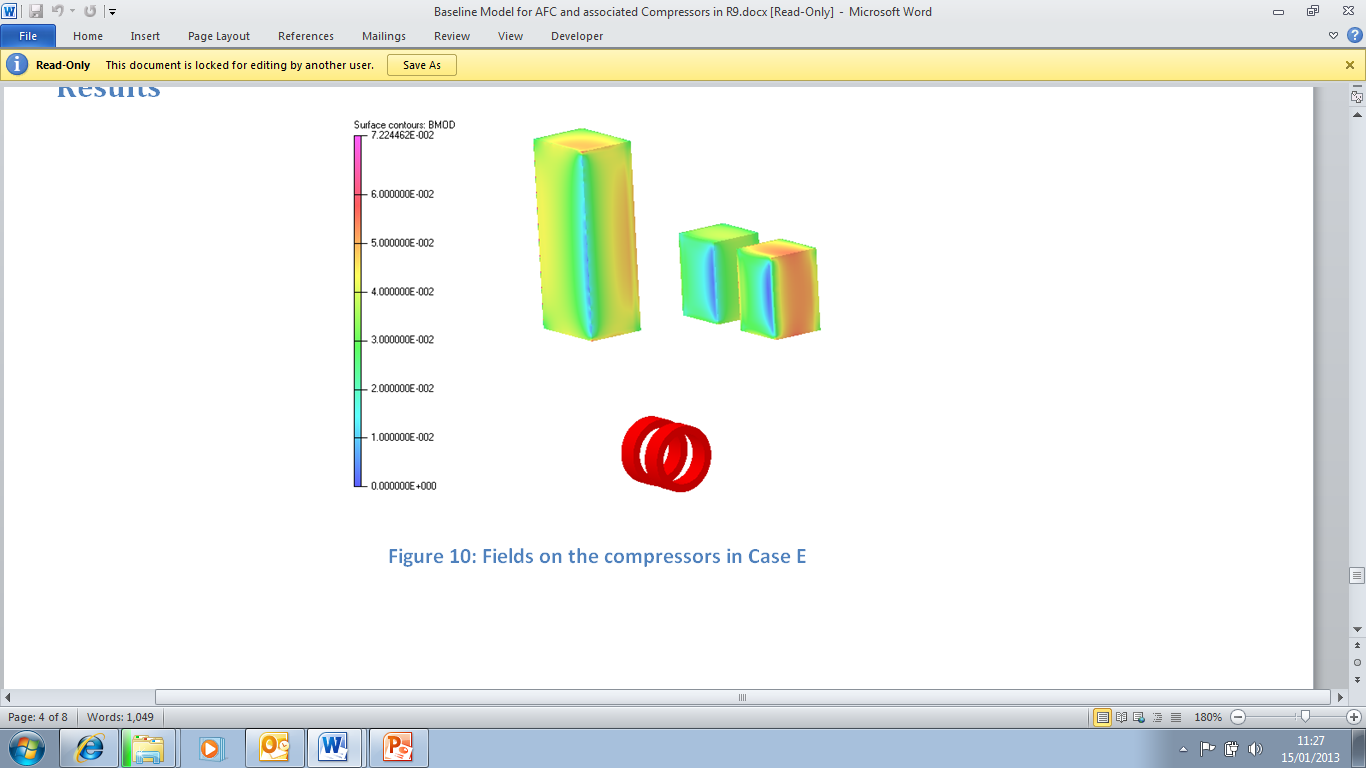 Baseline Model for AFC and associated Compressors in R9.docx [Read-Only] - Microsoft Word
File Home Insert Page Layout References Mailings Review View Developer
Read-Only This document is locked for editing by another user. Save As
Results
Surface contours: BMOD
7.224462E-002
6.000000E-002
5.000000E-002
4.000000E-002
3.000000E-002
2.000000E-002
1.000000E-002
0.000000E+000
Figure 10: Fields on the compressors in Case E
Page: 4 of 8 Words: 1,049 180%
11:27
15/01/2013